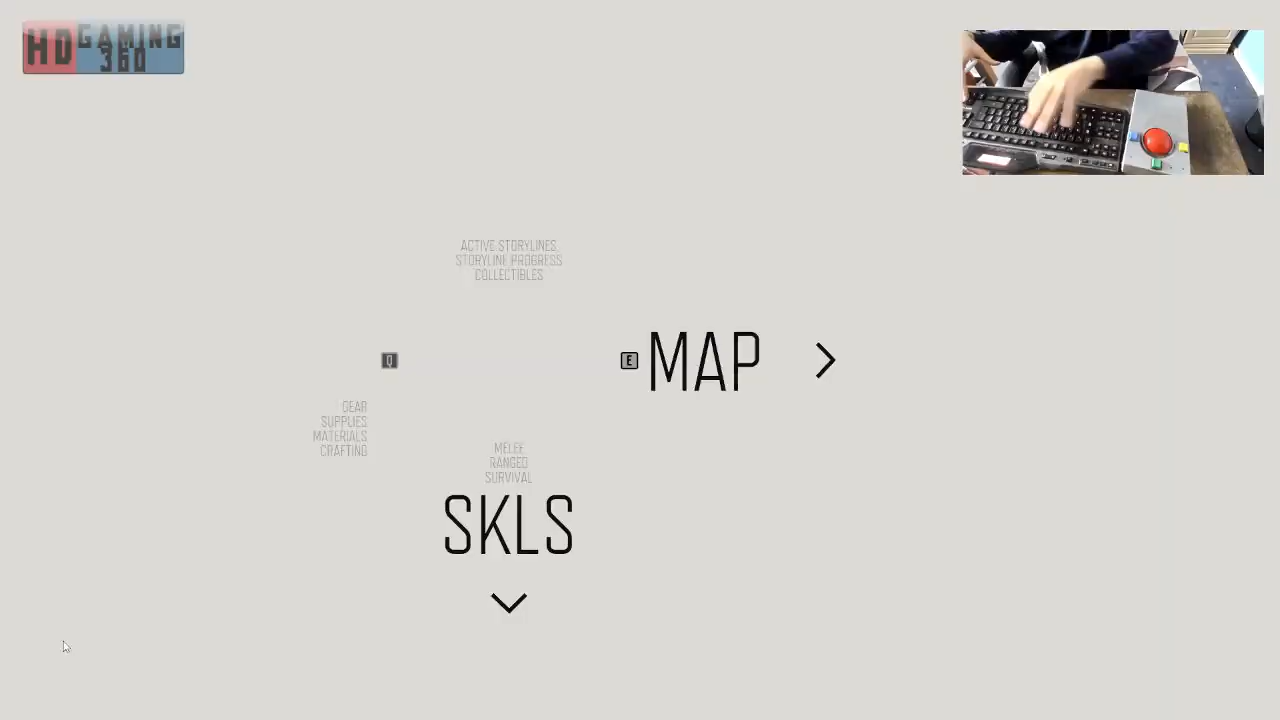 HD GAMING
360
ACTIVE STORYLINES
STORYLINE PROGRESS
COLLECTIBLES
Q
E MAP
GEAR
SUPPLIES
MATERIALS
CRAFTING
MELEE
RANGED
SURVIVAL
SKLS